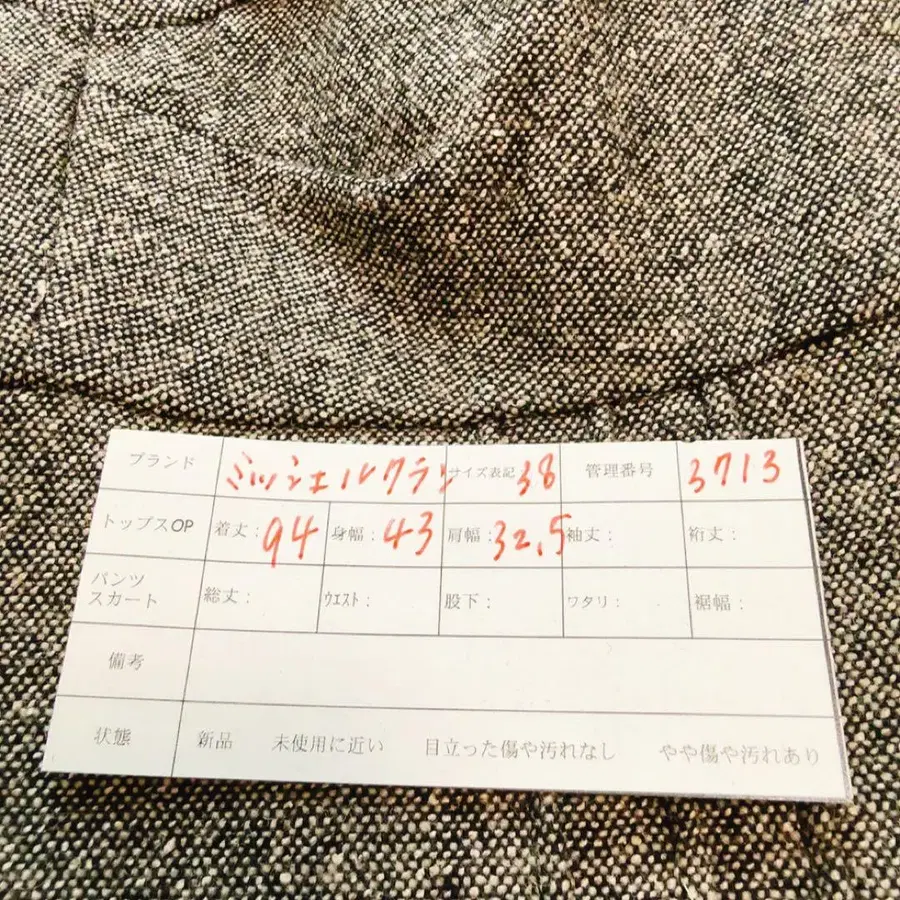 ブランド ミッシェルクラン サイズ表記 38 管理番号 3713
トップスOP 着丈: 94 身幅: 43 肩幅: 32.5 袖丈: 裄丈:
パンツ
スカート 総丈: ウエスト: 股下: ワタリ: 裾幅:
備考
状態 新品 未使用に近い 目立った傷や汚れなし やや傷や汚れあり